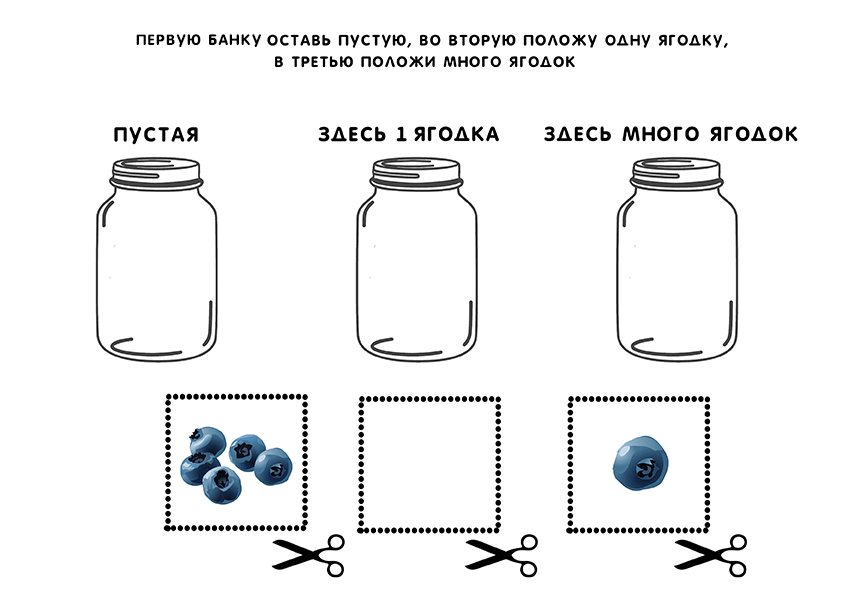 ПЕРВУЮ БАНКУ ОСТАВЬ ПУСТУЮ, ВО ВТОРУЮ ПОЛОЖУ ОДНУ ЯГОДКУ,
В ТРЕТЬЮ ПОЛОЖИ МНОГО ЯГОДОК
ПУСТАЯ
ЗДЕСЬ 1 ЯГОДКА
ЗДЕСЬ МНОГО ЯГОДОК